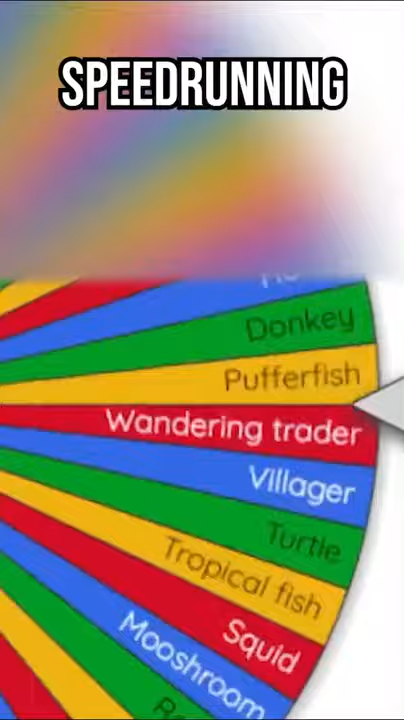 SPEEDRUNNING
Donkey
Pufferfish
Wandering trader
Villager
Turtle
Tropical fish
Squid
Mooshroom